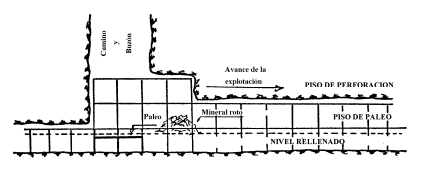 Camino
y
Buzón
Avance de la
explotación
PISO DE PERFORACION
Paleo
Mineral roto
PISO DE PALEO
NIVEL RELLENADO